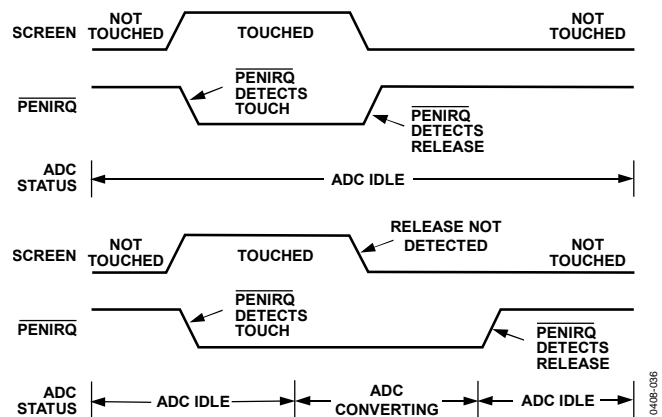 SCREEN
NOT
TOUCHED
TOUCHED
NOT
TOUCHED
PENIRQ
PENIRQ
DETECTS
TOUCH
PENIRQ
DETECTS
RELEASE
ADC
STATUS
ADC IDLE
SCREEN
NOT
TOUCHED
TOUCHED
RELEASE NOT
DETECTED
NOT
TOUCHED
PENIRQ
PENIRQ
DETECTS
TOUCH
PENIRQ
DETECTS
RELEASE
ADC
STATUS
ADC IDLE
ADC
CONVERTING
ADC IDLE